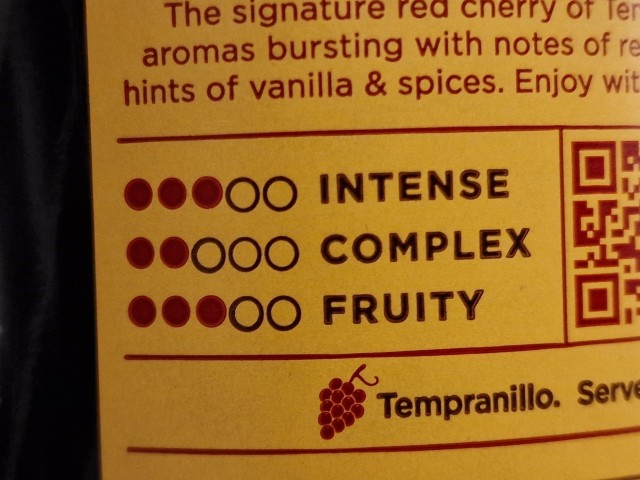 The signature red cherry of
aromas bursting with notes of
hints of vanilla & spices. Enjoy
INTENSE
COMPLEX
FRUITY
Tempranillo.